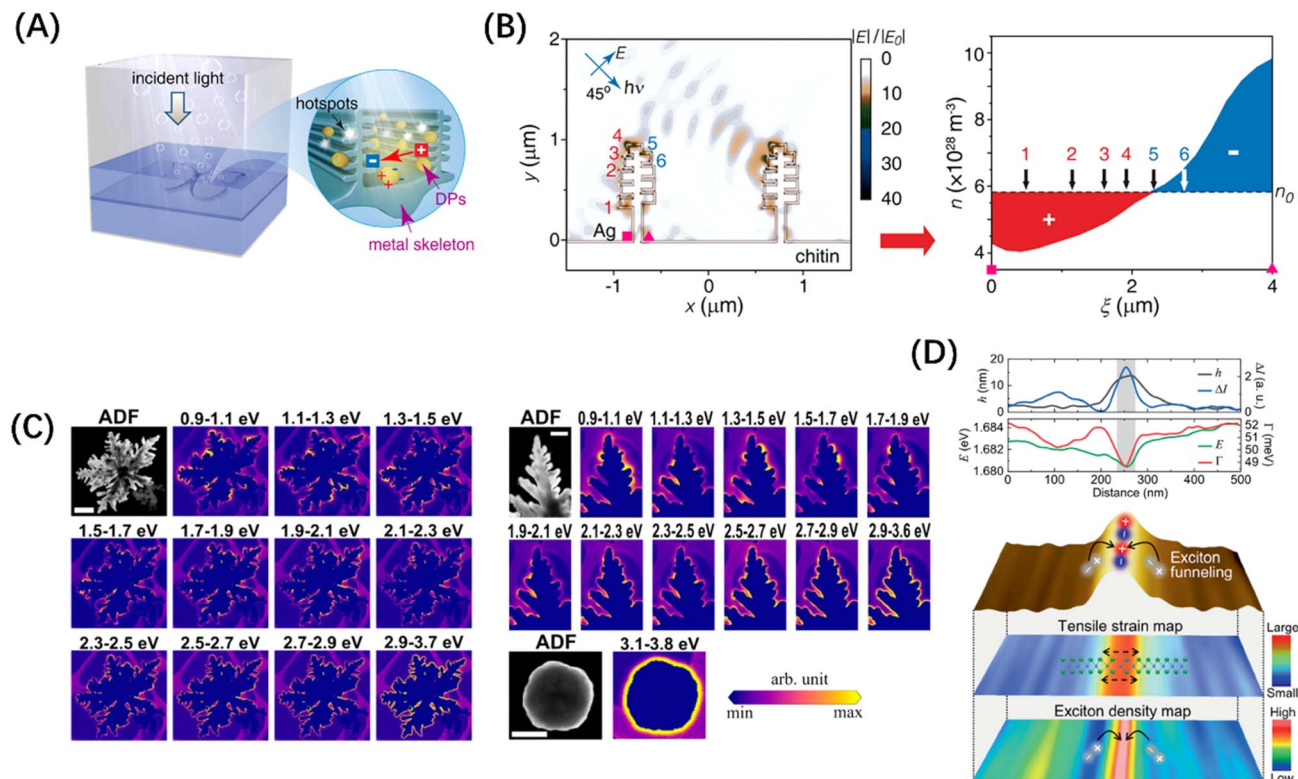 (A)
incident light
hotspots
DPs
metal skeleton
(B)
E
hν
45°
|E| / |E0|
0
10
20
30
40
2
1
0
y (μm)
4
3
2
1
5
6
Ag
chitin
-1
0
1
x (μm)
n (×10²⁸ m⁻³)
10
8
6
4
1 2 3 4 5 6
+
-
n0
0 2 4
ξ (μm)
(C)
ADF 0.9-1.1 eV 1.1-1.3 eV 1.3-1.5 eV
1.5-1.7 eV 1.7-1.9 eV 1.9-2.1 eV 2.1-2.3 eV
2.3-2.5 eV 2.5-2.7 eV 2.7-2.9 eV 2.9-3.7 eV
ADF 0.9-1.1 eV 1.1-1.3 eV 1.3-1.5 eV 1.5-1.7 eV 1.7-1.9 eV
1.9-2.1 eV 2.1-2.3 eV 2.3-2.5 eV 2.5-2.7 eV 2.7-2.9 eV 2.9-3.6 eV
ADF 3.1-3.8 eV
arb. unit
min max
(D)
h (nm)
20
10
0
h
ΔI
2
0
ΔI (a. u.)
E (eV)
1.684
1.682
1.680
E
Γ
52
51
50
49
Γ (meV)
0 100 200 300 400 500
Distance (nm)
Exciton
funneling
Tensile strain map
Large
Small
Exciton density map
High
Low